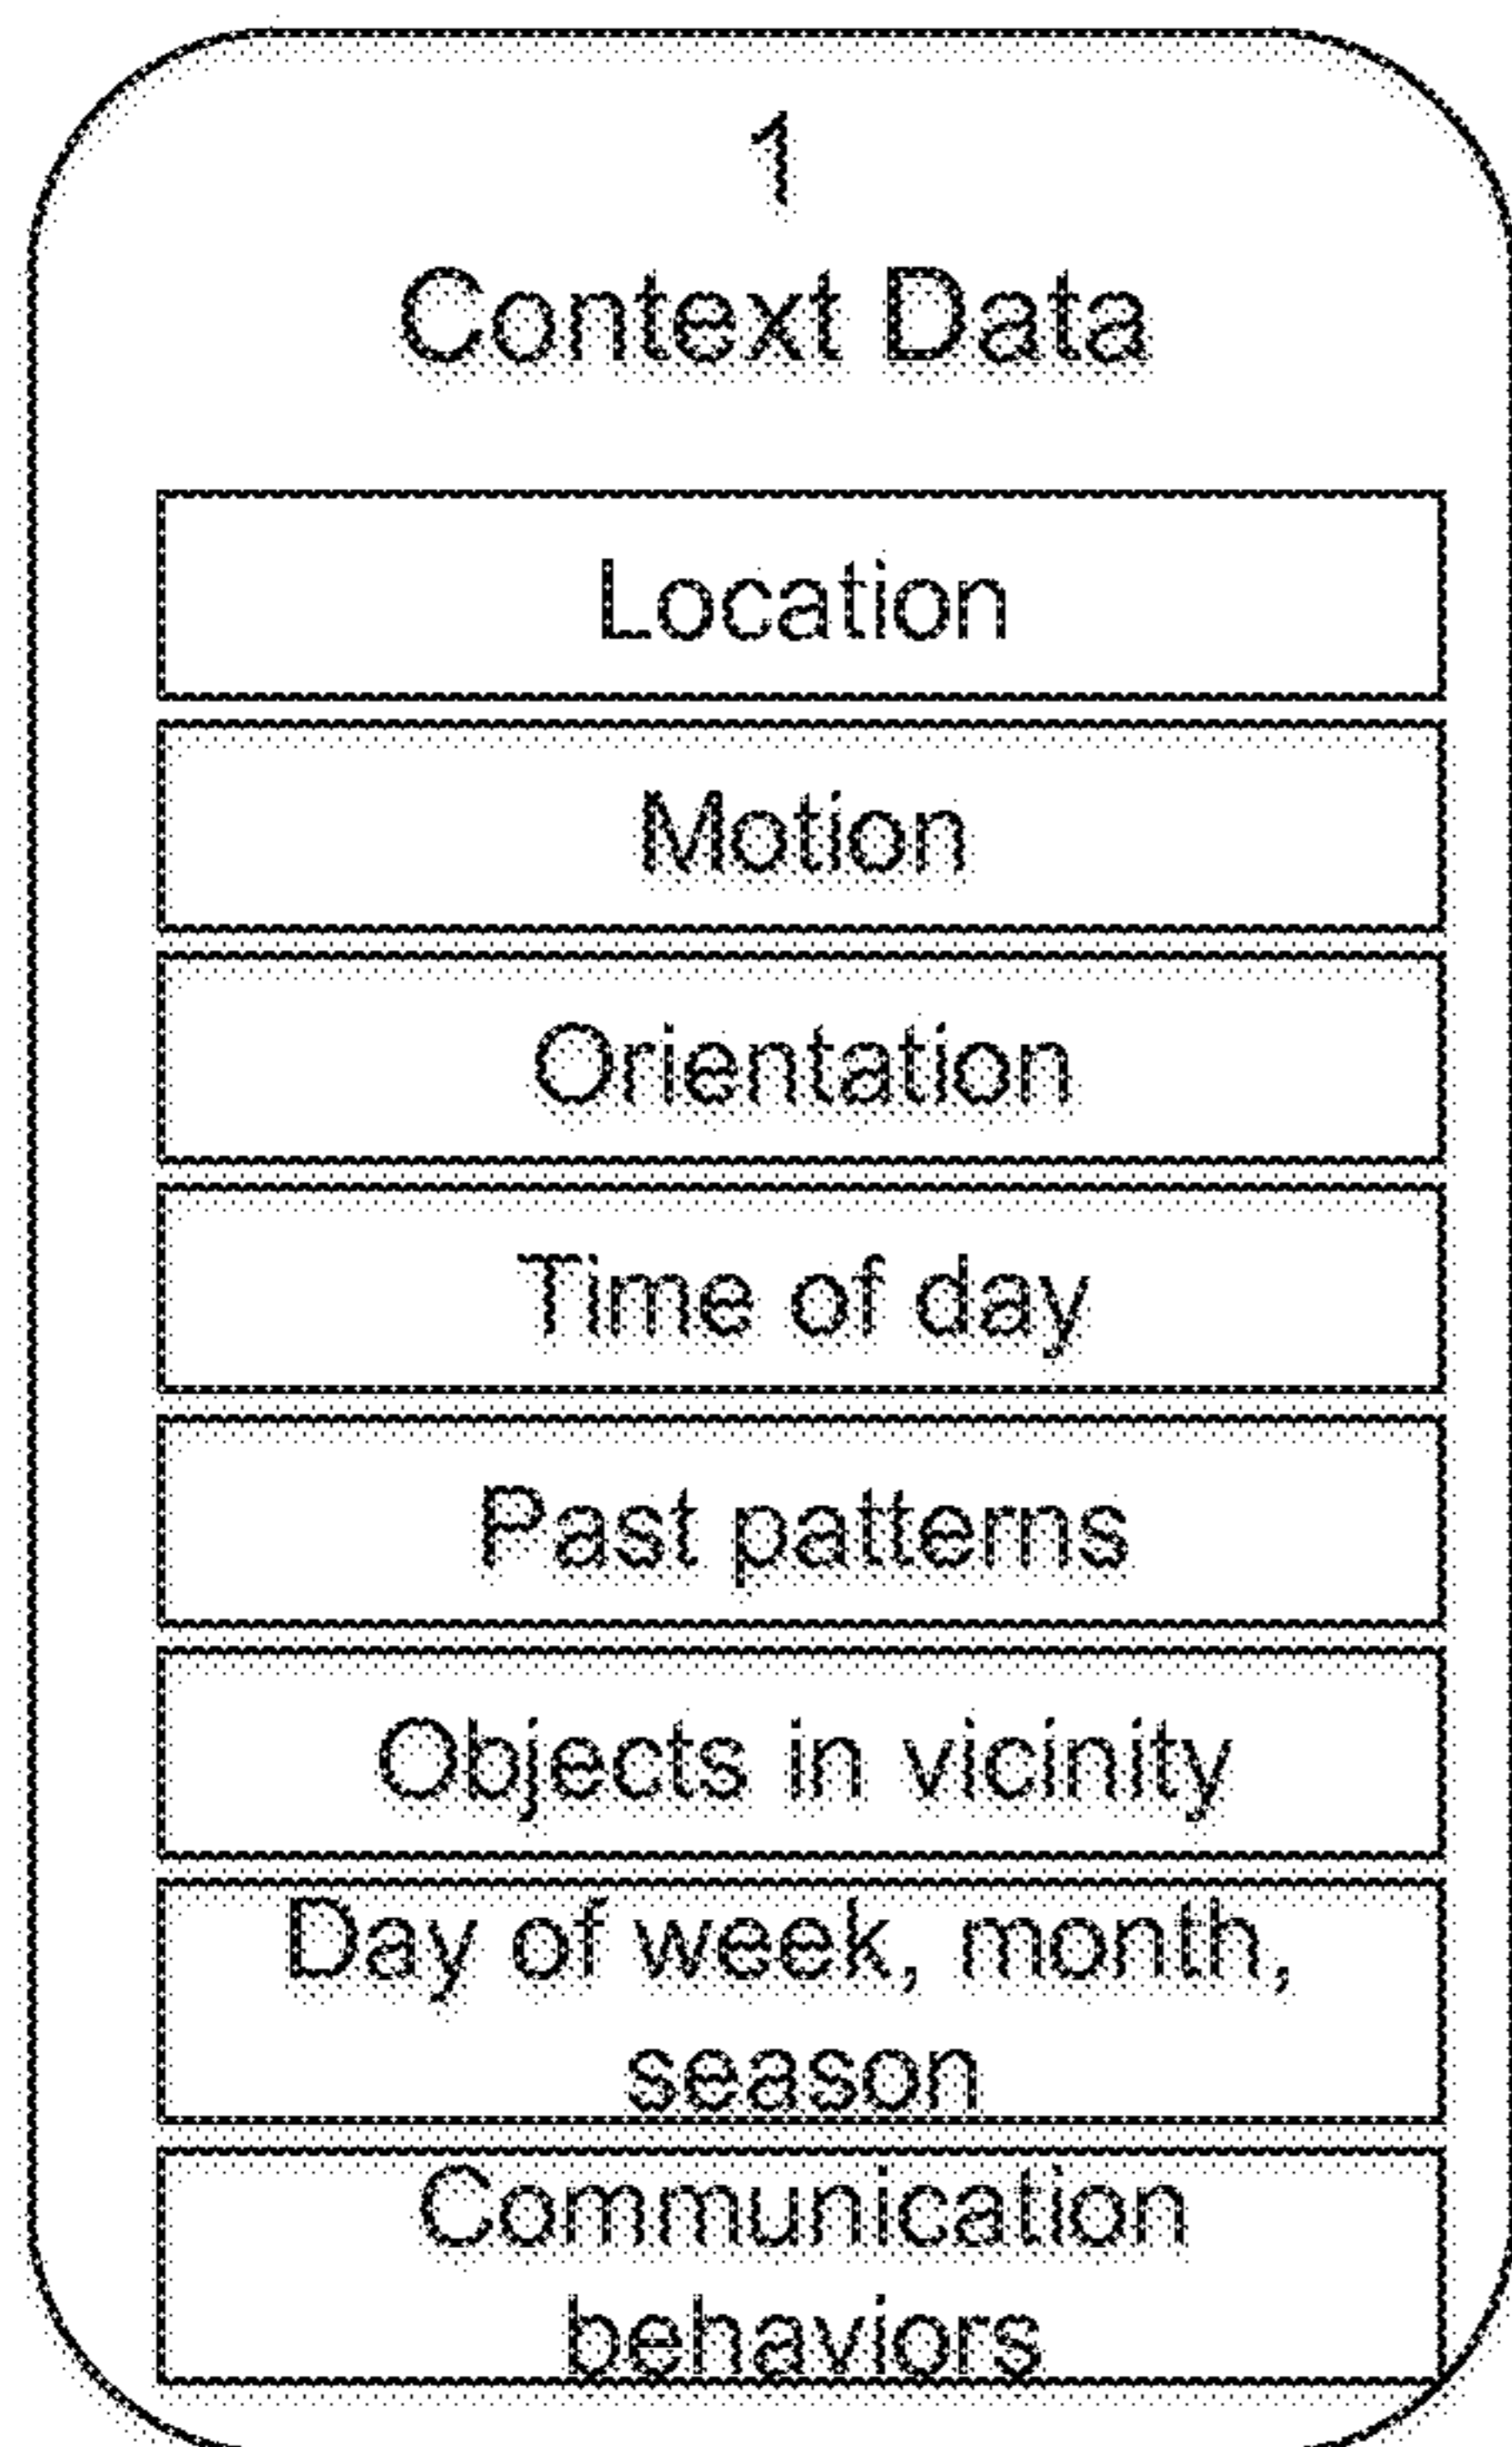 1
Context Data
Location
Motion
Orientation
Time of day
Past patterns
Objects in vicinity
Day of week, month,
season
Communication
behaviors